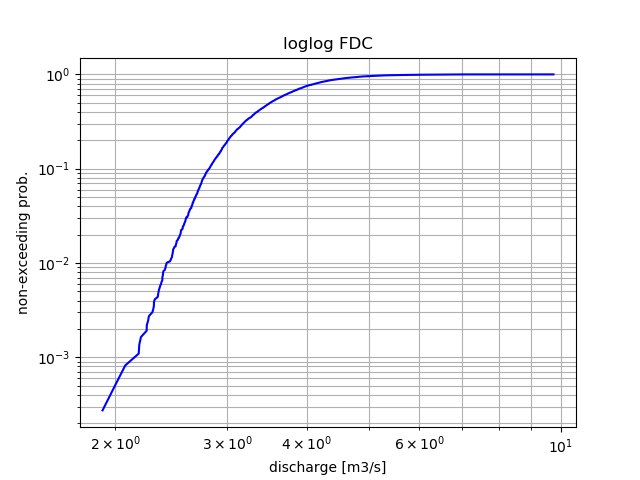 loglog FDC
non-exceeding prob.
10⁰
10⁻¹
10⁻²
10⁻³
2 × 10⁰ 3 × 10⁰ 4 × 10⁰ 6 × 10⁰ 10¹
discharge [m3/s]